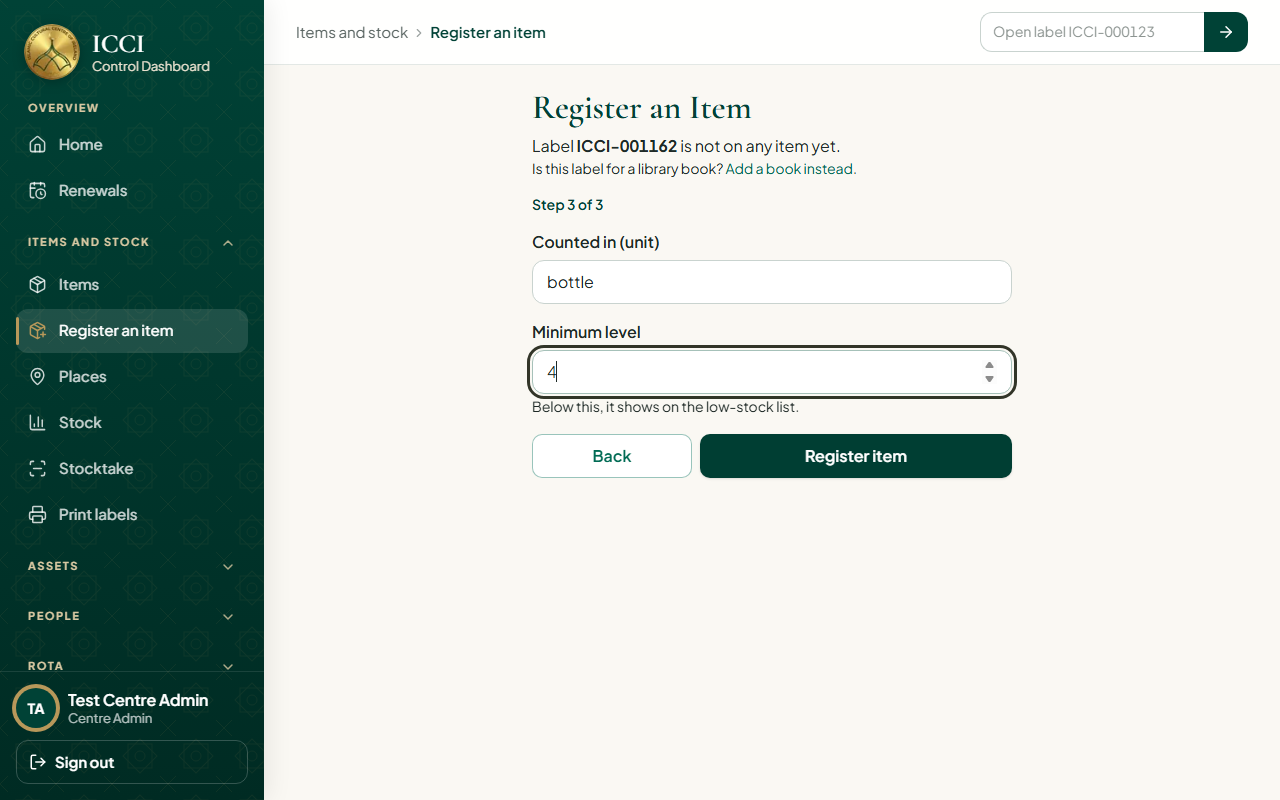 ICCI
Control Dashboard
OVERVIEW
Home
Renewals
ITEMS AND STOCK
Items
Register an item
Places
Stock
Stocktake
Print labels
ASSETS
PEOPLE
ROTA
TA
Test Centre Admin
Centre Admin
Sign out
Items and stock > Register an item
Open label ICCI-000123
Register an Item
Label ICCI-001162 is not on any item yet.
Is this label for a library book? Add a book instead.
Step 3 of 3
Counted in (unit)
bottle
Minimum level
4
Below this, it shows on the low-stock list.
Back
Register item